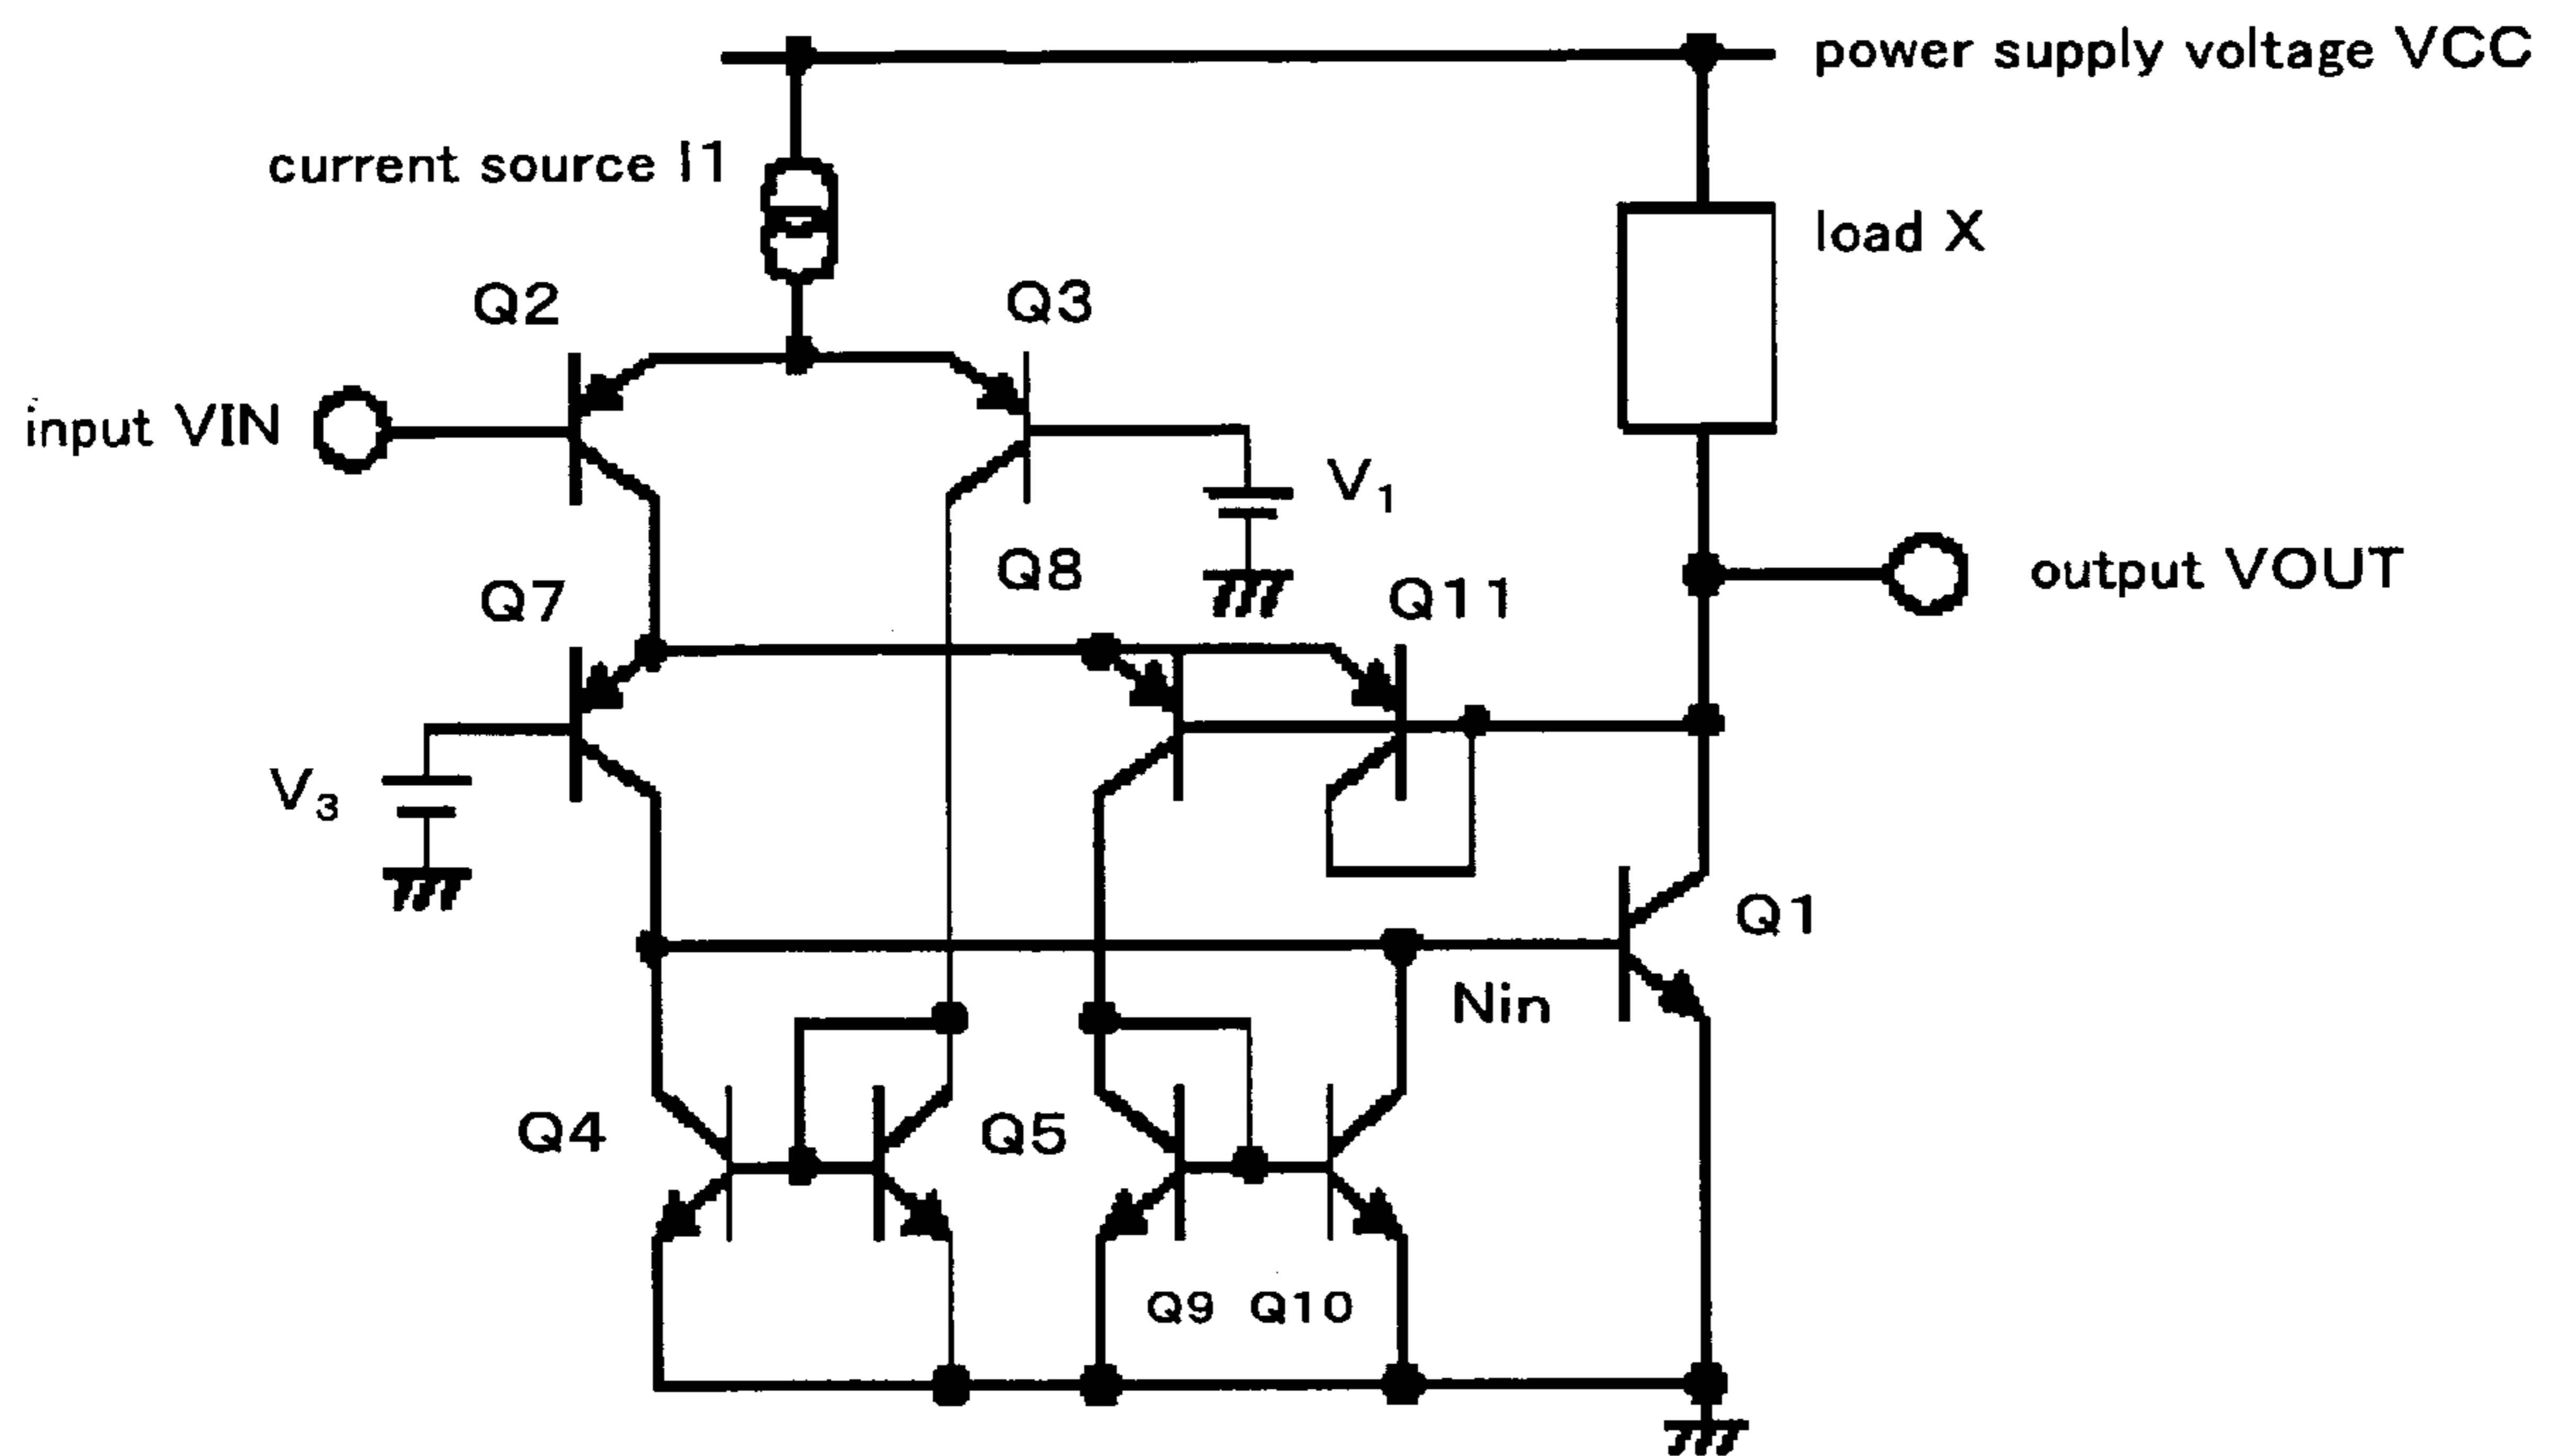 power supply voltage VCC
current source I1
load X
Q2
Q3
input VIN
V1
Q8
output VOUT
Q7
Q11
V3
Q1
Nin
Q4
Q5
Q9 Q10